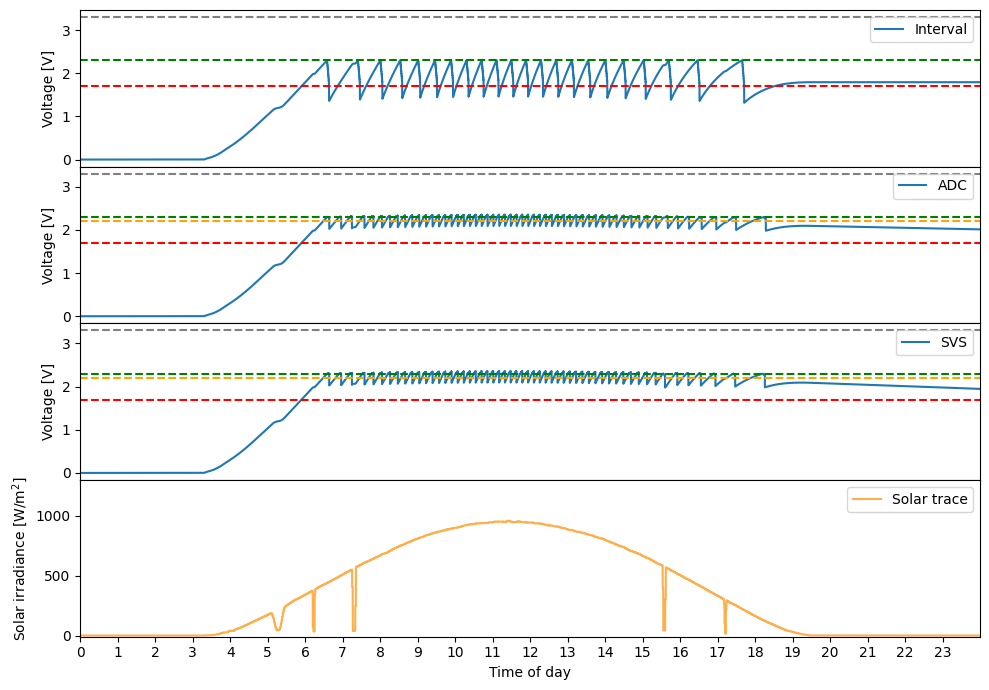 Voltage [V]
3
2
1
0
Interval
Voltage [V]
3
2
1
0
ADC
Voltage [V]
3
2
1
0
SVS
Solar irradiance [W/m²]
1000
500
0
Solar trace
0 1 2 3 4 5 6 7 8 9 10 11 12 13 14 15 16 17 18 19 20 21 22 23
Time of day